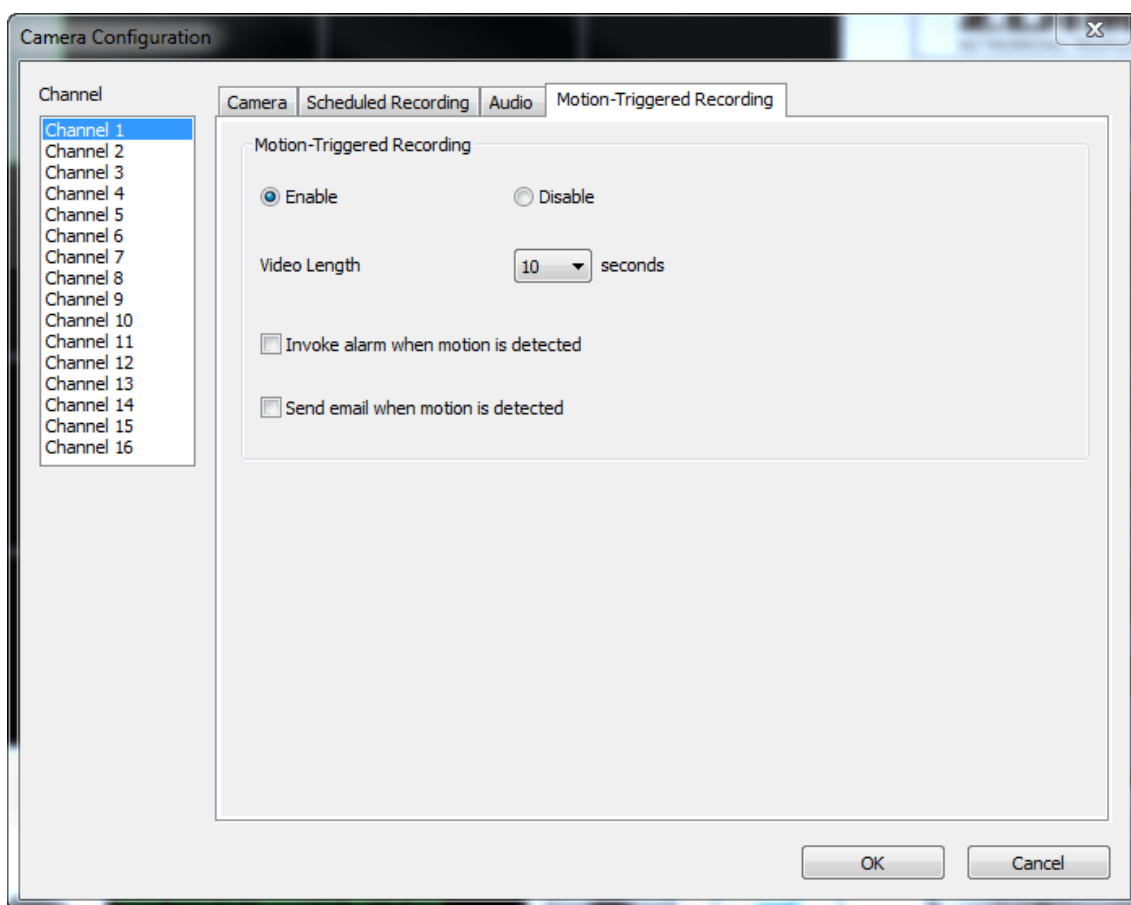 Camera Configuration
Channel
Channel 1
Channel 2
Channel 3
Channel 4
Channel 5
Channel 6
Channel 7
Channel 8
Channel 9
Channel 10
Channel 11
Channel 12
Channel 13
Channel 14
Channel 15
Channel 16
Camera Scheduled Recording Audio Motion-Triggered Recording
Motion-Triggered Recording
Enable Disable
Video Length 10 seconds
Invoke alarm when motion is detected
Send email when motion is detected
OK Cancel